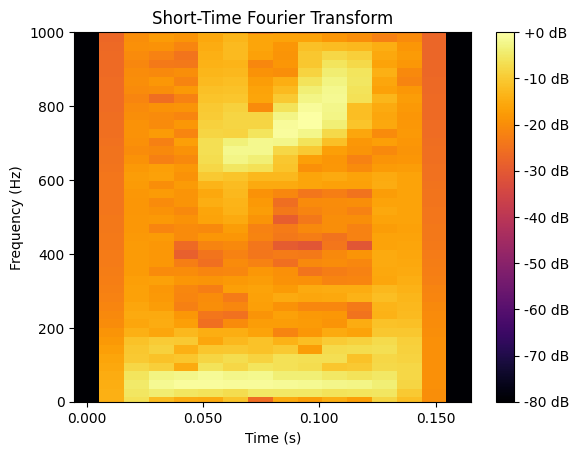 Short-Time Fourier Transform
1000
800
600
400
200
0
Frequency (Hz)
0.000
0.050
0.100
0.150
Time (s)
+0 dB
-10 dB
-20 dB
-30 dB
-40 dB
-50 dB
-60 dB
-70 dB
-80 dB